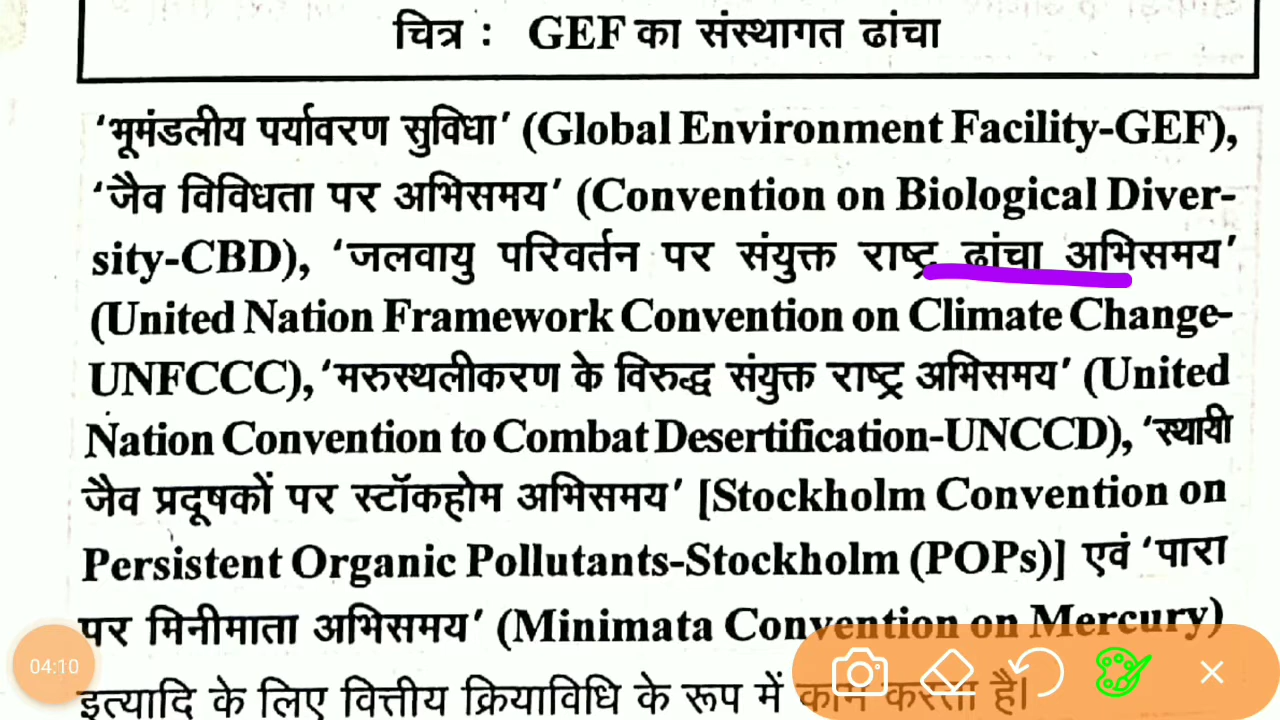 चित्र : GEF का संस्थागत ढांचा
‘भूमंडलीय पर्यावरण सुविधा’ (Global Environment Facility-GEF),
‘जैव विविधता पर अभिसमय’ (Convention on Biological Diver-
sity-CBD), ‘जलवायु परिवर्तन पर संयुक्त राष्ट्र ढांचा अभिसमय’
(United Nation Framework Convention on Climate Change-
UNFCCC), ‘मरुस्थलीकरण के विरुद्ध संयुक्त राष्ट्र अभिसमय’ (United
Nation Convention to Combat Desertification-UNCCD), ‘स्थायी
जैव प्रदूषकों पर स्टॉकहोम अभिसमय’ [Stockholm Convention on
Persistent Organic Pollutants-Stockholm (POPs)] एवं ‘पारा
पर मिनीमाता अभिसमय’ (Minimata Convention on Mercury)
04:10
इत्यादि के लिए वित्तीय क्रियाविधि के रूप में काम करता है।